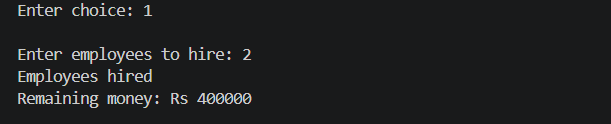 Enter choice: 1
Enter employees to hire: 2
Employees hired
Remaining money: Rs 400000